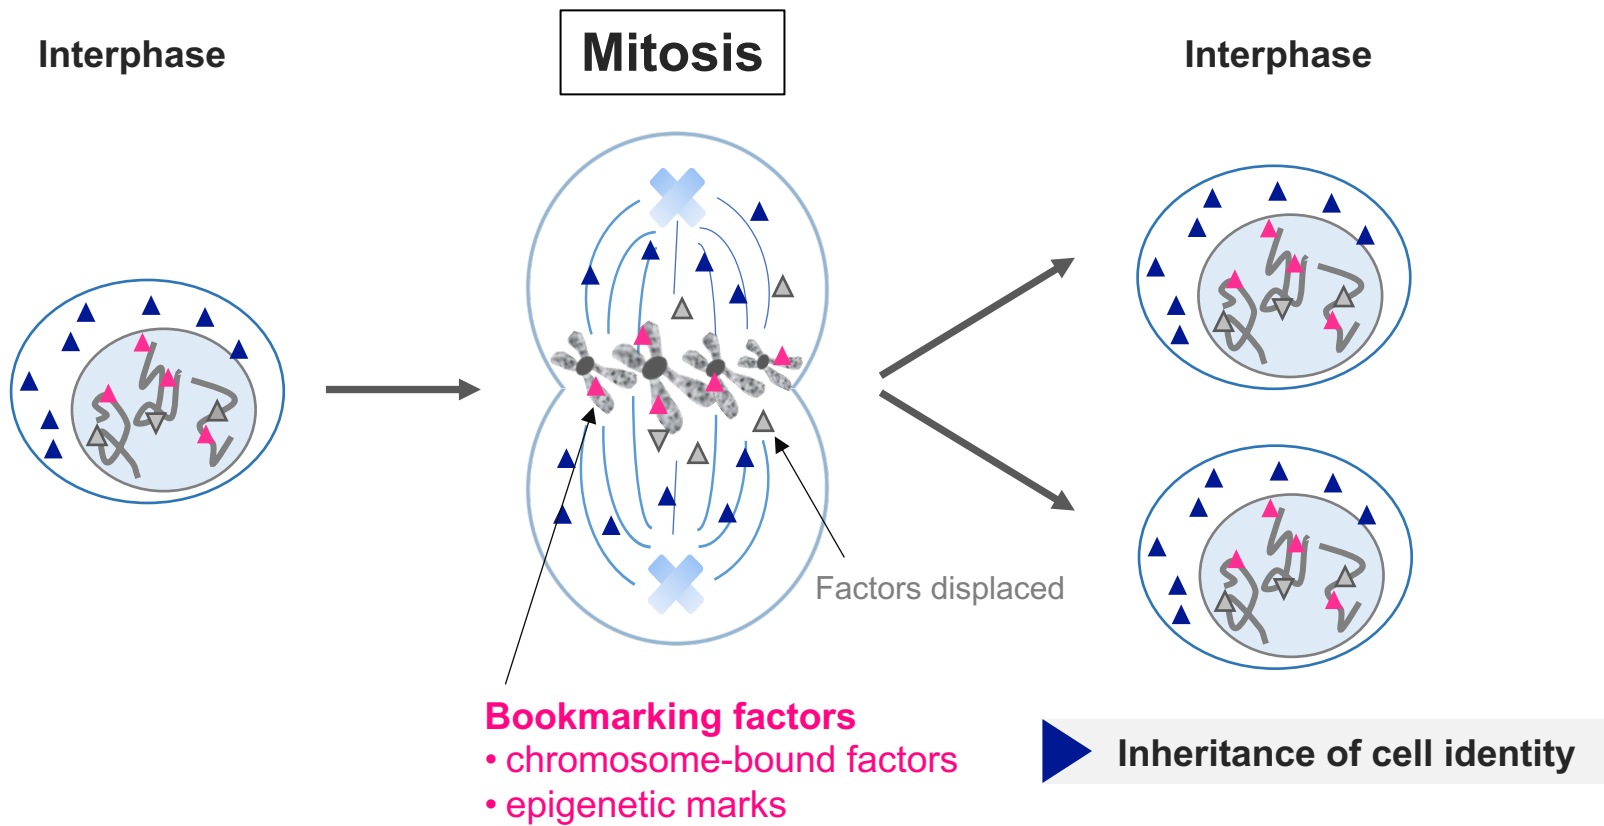 Interphase
Mitosis
Interphase
Factors displaced
Bookmarking factors
• chromosome-bound factors
• epigenetic marks
Inheritance of cell identity